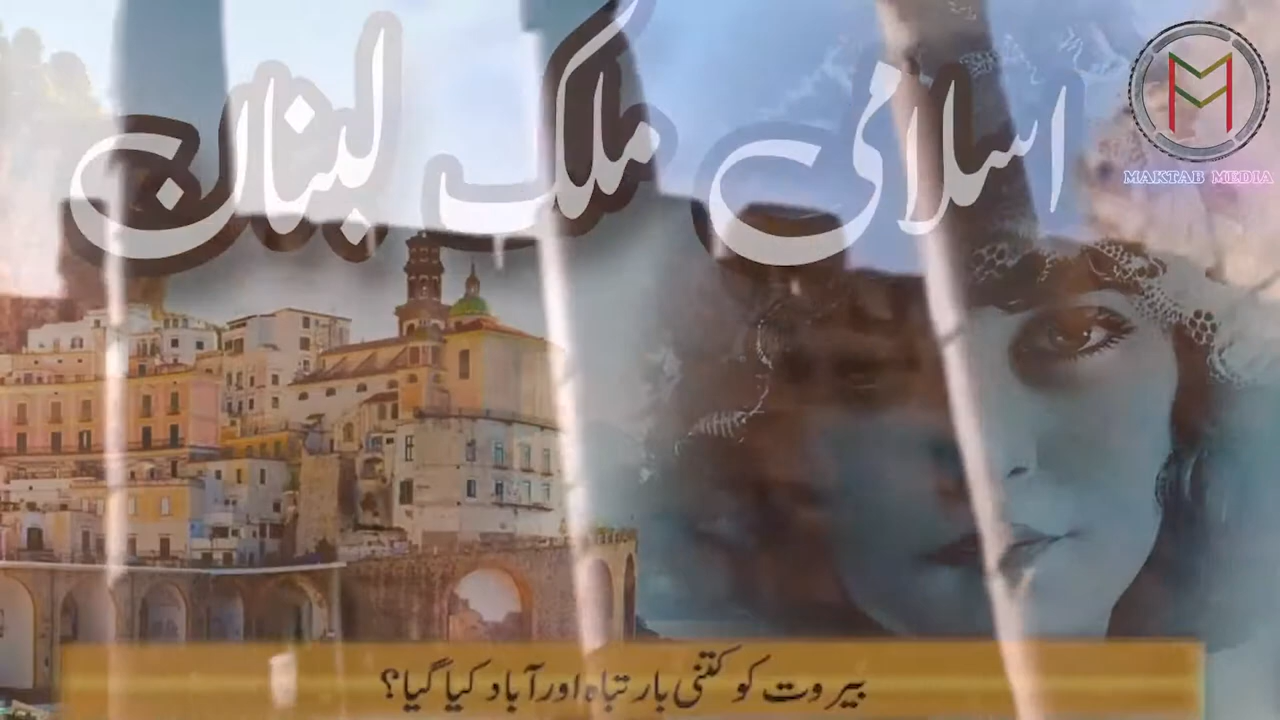 اسلامی ملک لبنان
MAKTAB MEDIA
بیروت کو کتنی بار تباہ اور آباد کیا گیا؟